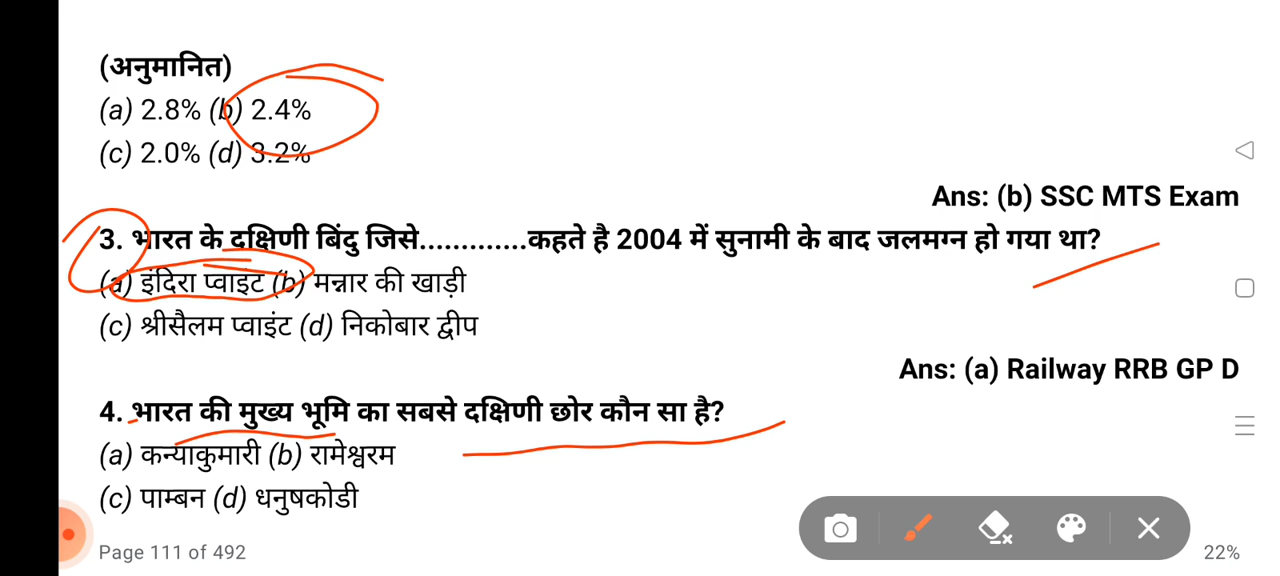 (अनुमानित)
(a) 2.8% (b) 2.4%
(c) 2.0% (d) 3.2%
Ans: (b) SSC MTS Exam
3. भारत के दक्षिणी बिंदु जिसे.............कहते है 2004 में सुनामी के बाद जलमग्न हो गया था?
(a) इंदिरा प्वाइंट (b) मन्नार की खाड़ी
(c) श्रीसैलम प्वाइंट (d) निकोबार द्वीप
Ans: (a) Railway RRB GP D
4. भारत की मुख्य भूमि का सबसे दक्षिणी छोर कौन सा है?
(a) कन्याकुमारी (b) रामेश्वरम
(c) पाम्बन (d) धनुषकोडी
Page 111 of 492
22%